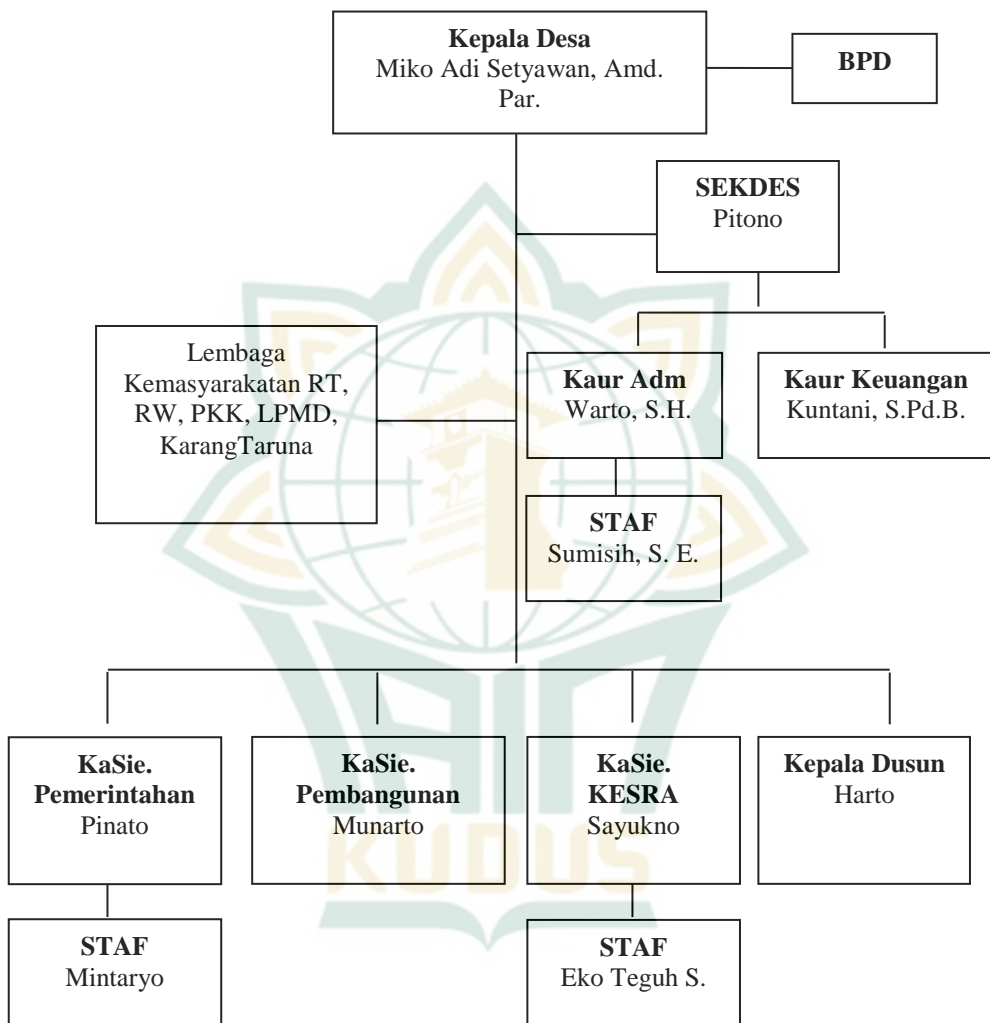 Kepala Desa
Miko Adi Setyawan, Amd.
Par.
BPD
SEKDES
Pitono
Lembaga
Kemasyarakatan RT,
RW, PKK, LPMD,
KarangTaruna
Kaur Adm
Warto, S.H.
Kaur Keuangan
Kuntani, S.Pd.B.
STAF
Sumisih, S. E.
KaSie.
Pemerintahan
Pinato
KaSie.
Pembangunan
Munarto
KaSie.
KESRA
Sayukno
Kepala Dusun
Harto
STAF
Mintaryo
STAF
Eko Teguh S.
IAIN
KUDUS